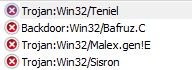 Trojan:Win32/Teniel
Backdoor:Win32/Bafruz.C
Trojan:Win32/Malex.gen!E
Trojan:Win32/Sisron